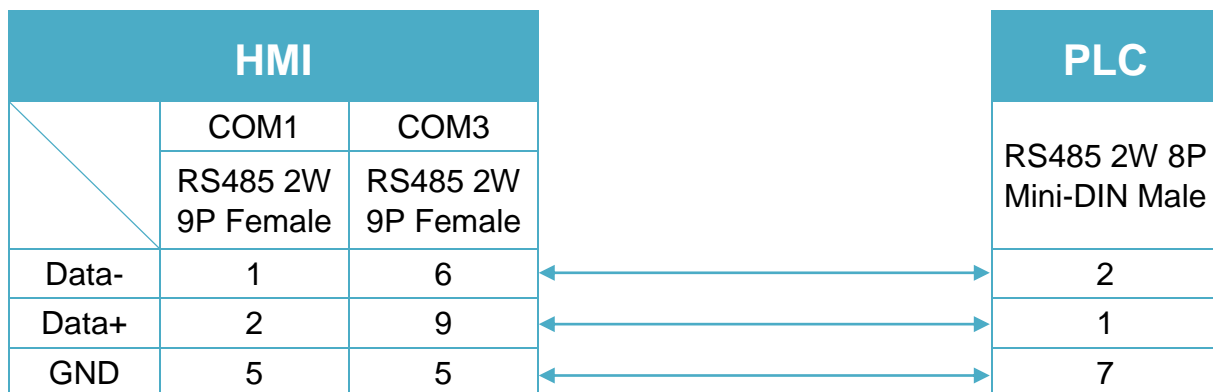 HMI PLC
COM1 COM3
RS485 2W 9P Female
RS485 2W 9P Female
RS485 2W 8P
Mini-DIN Male
Data- 1 6 2
Data+ 2 9 1
GND 5 5 7